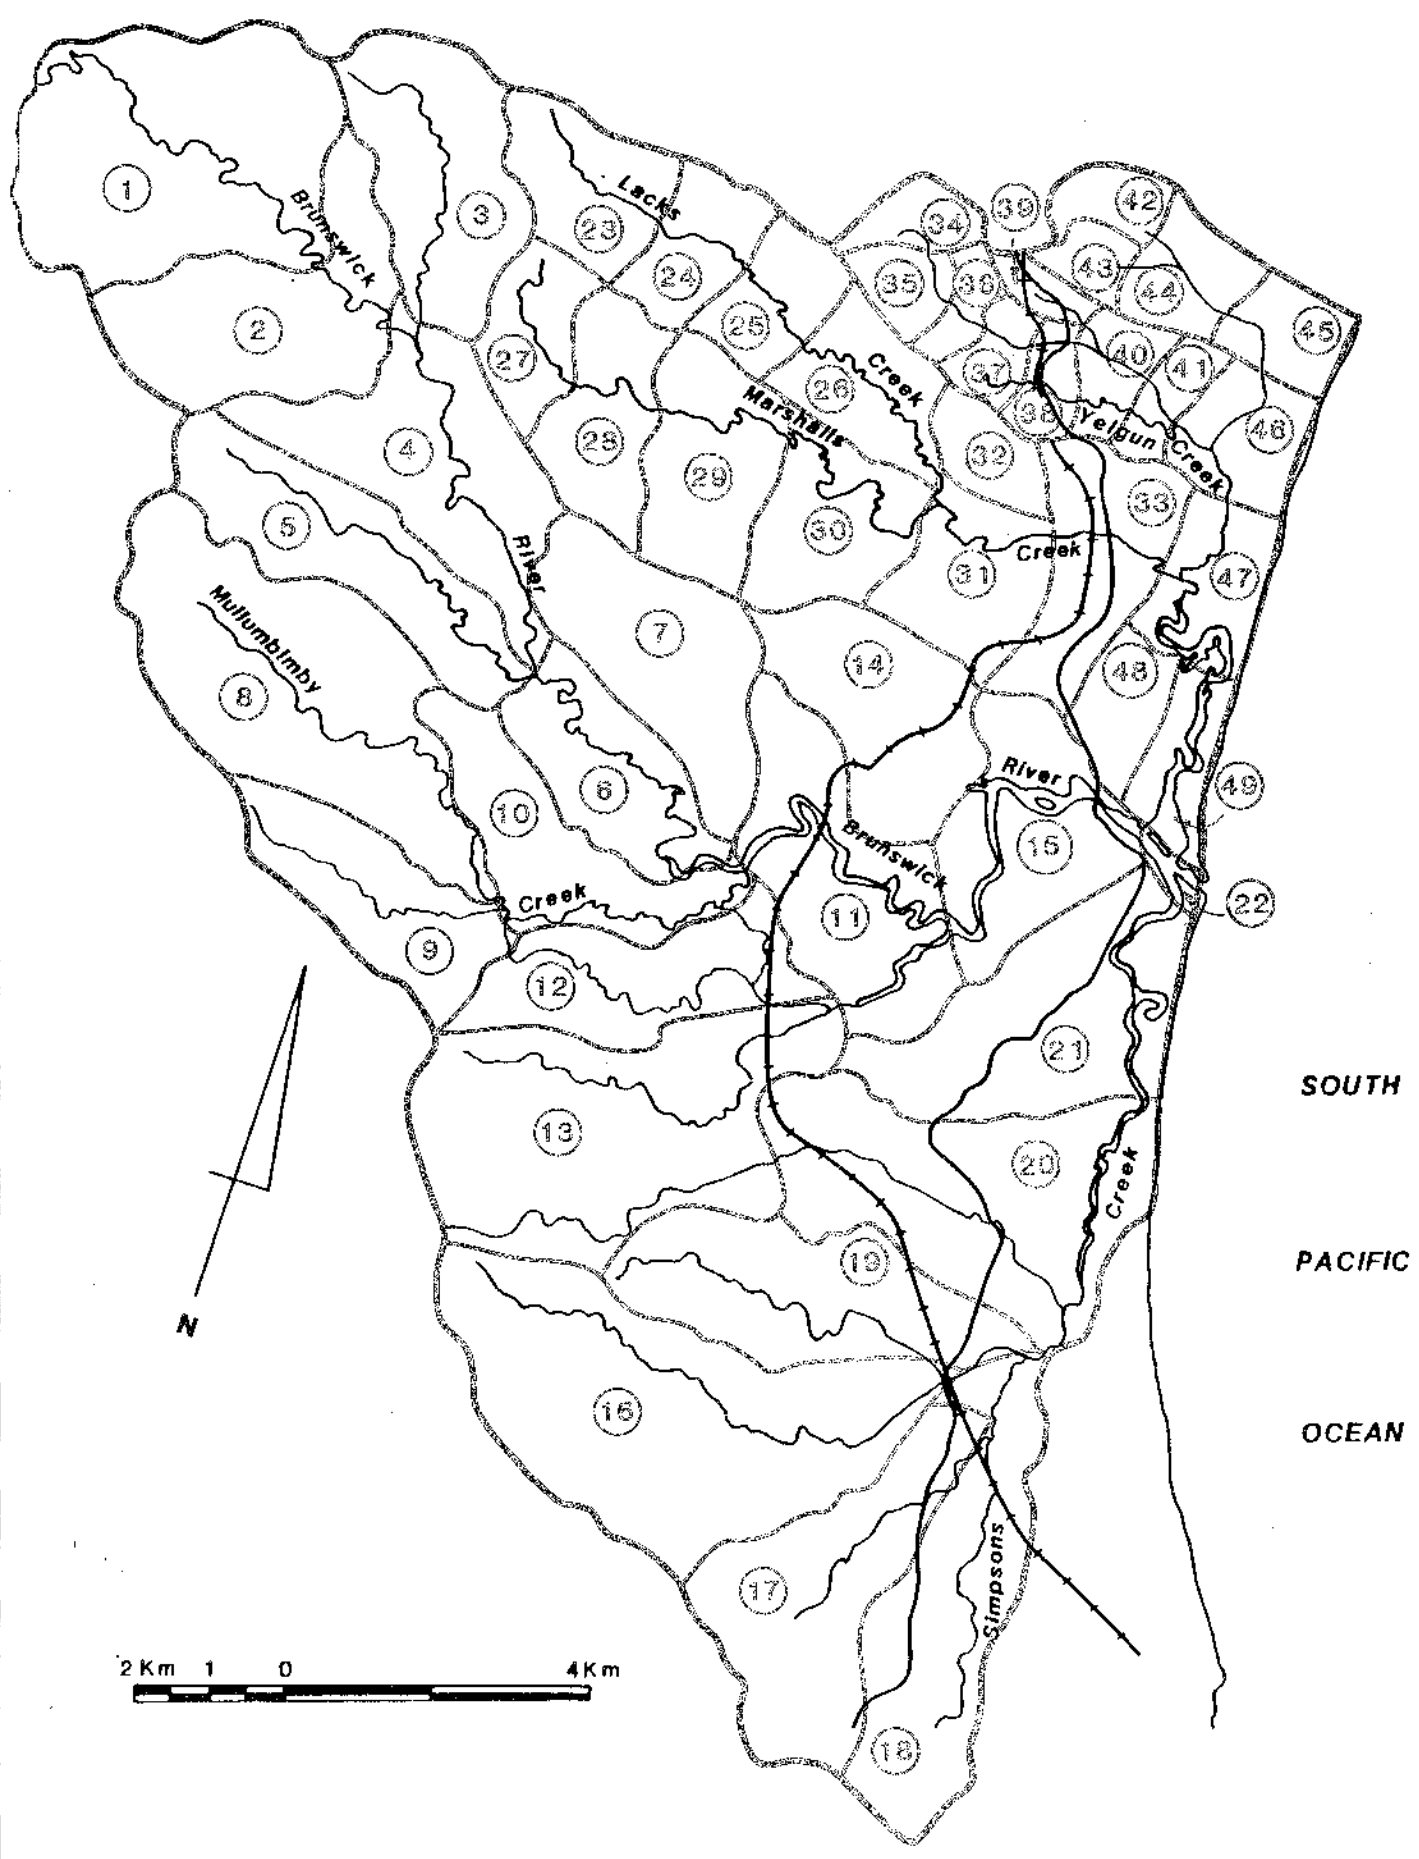 42
39
34
1
3
Lacks
23
Brunswick
43
24
35
36
44
25
45
2
27
40
37
41
Creek
26
Marshalls
38
Yelgun
46
4
28
32
Creek
29
33
5
30
River
Creek
31
47
Mullumbimby
7
14
48
8
River
49
6
10
Brunswick
15
Creek
22
11
9
12
21
SOUTH
13
20
Creek
19
PACIFIC
N
16
OCEAN
17
Simpsons
2 Km 1 0 4 Km
18